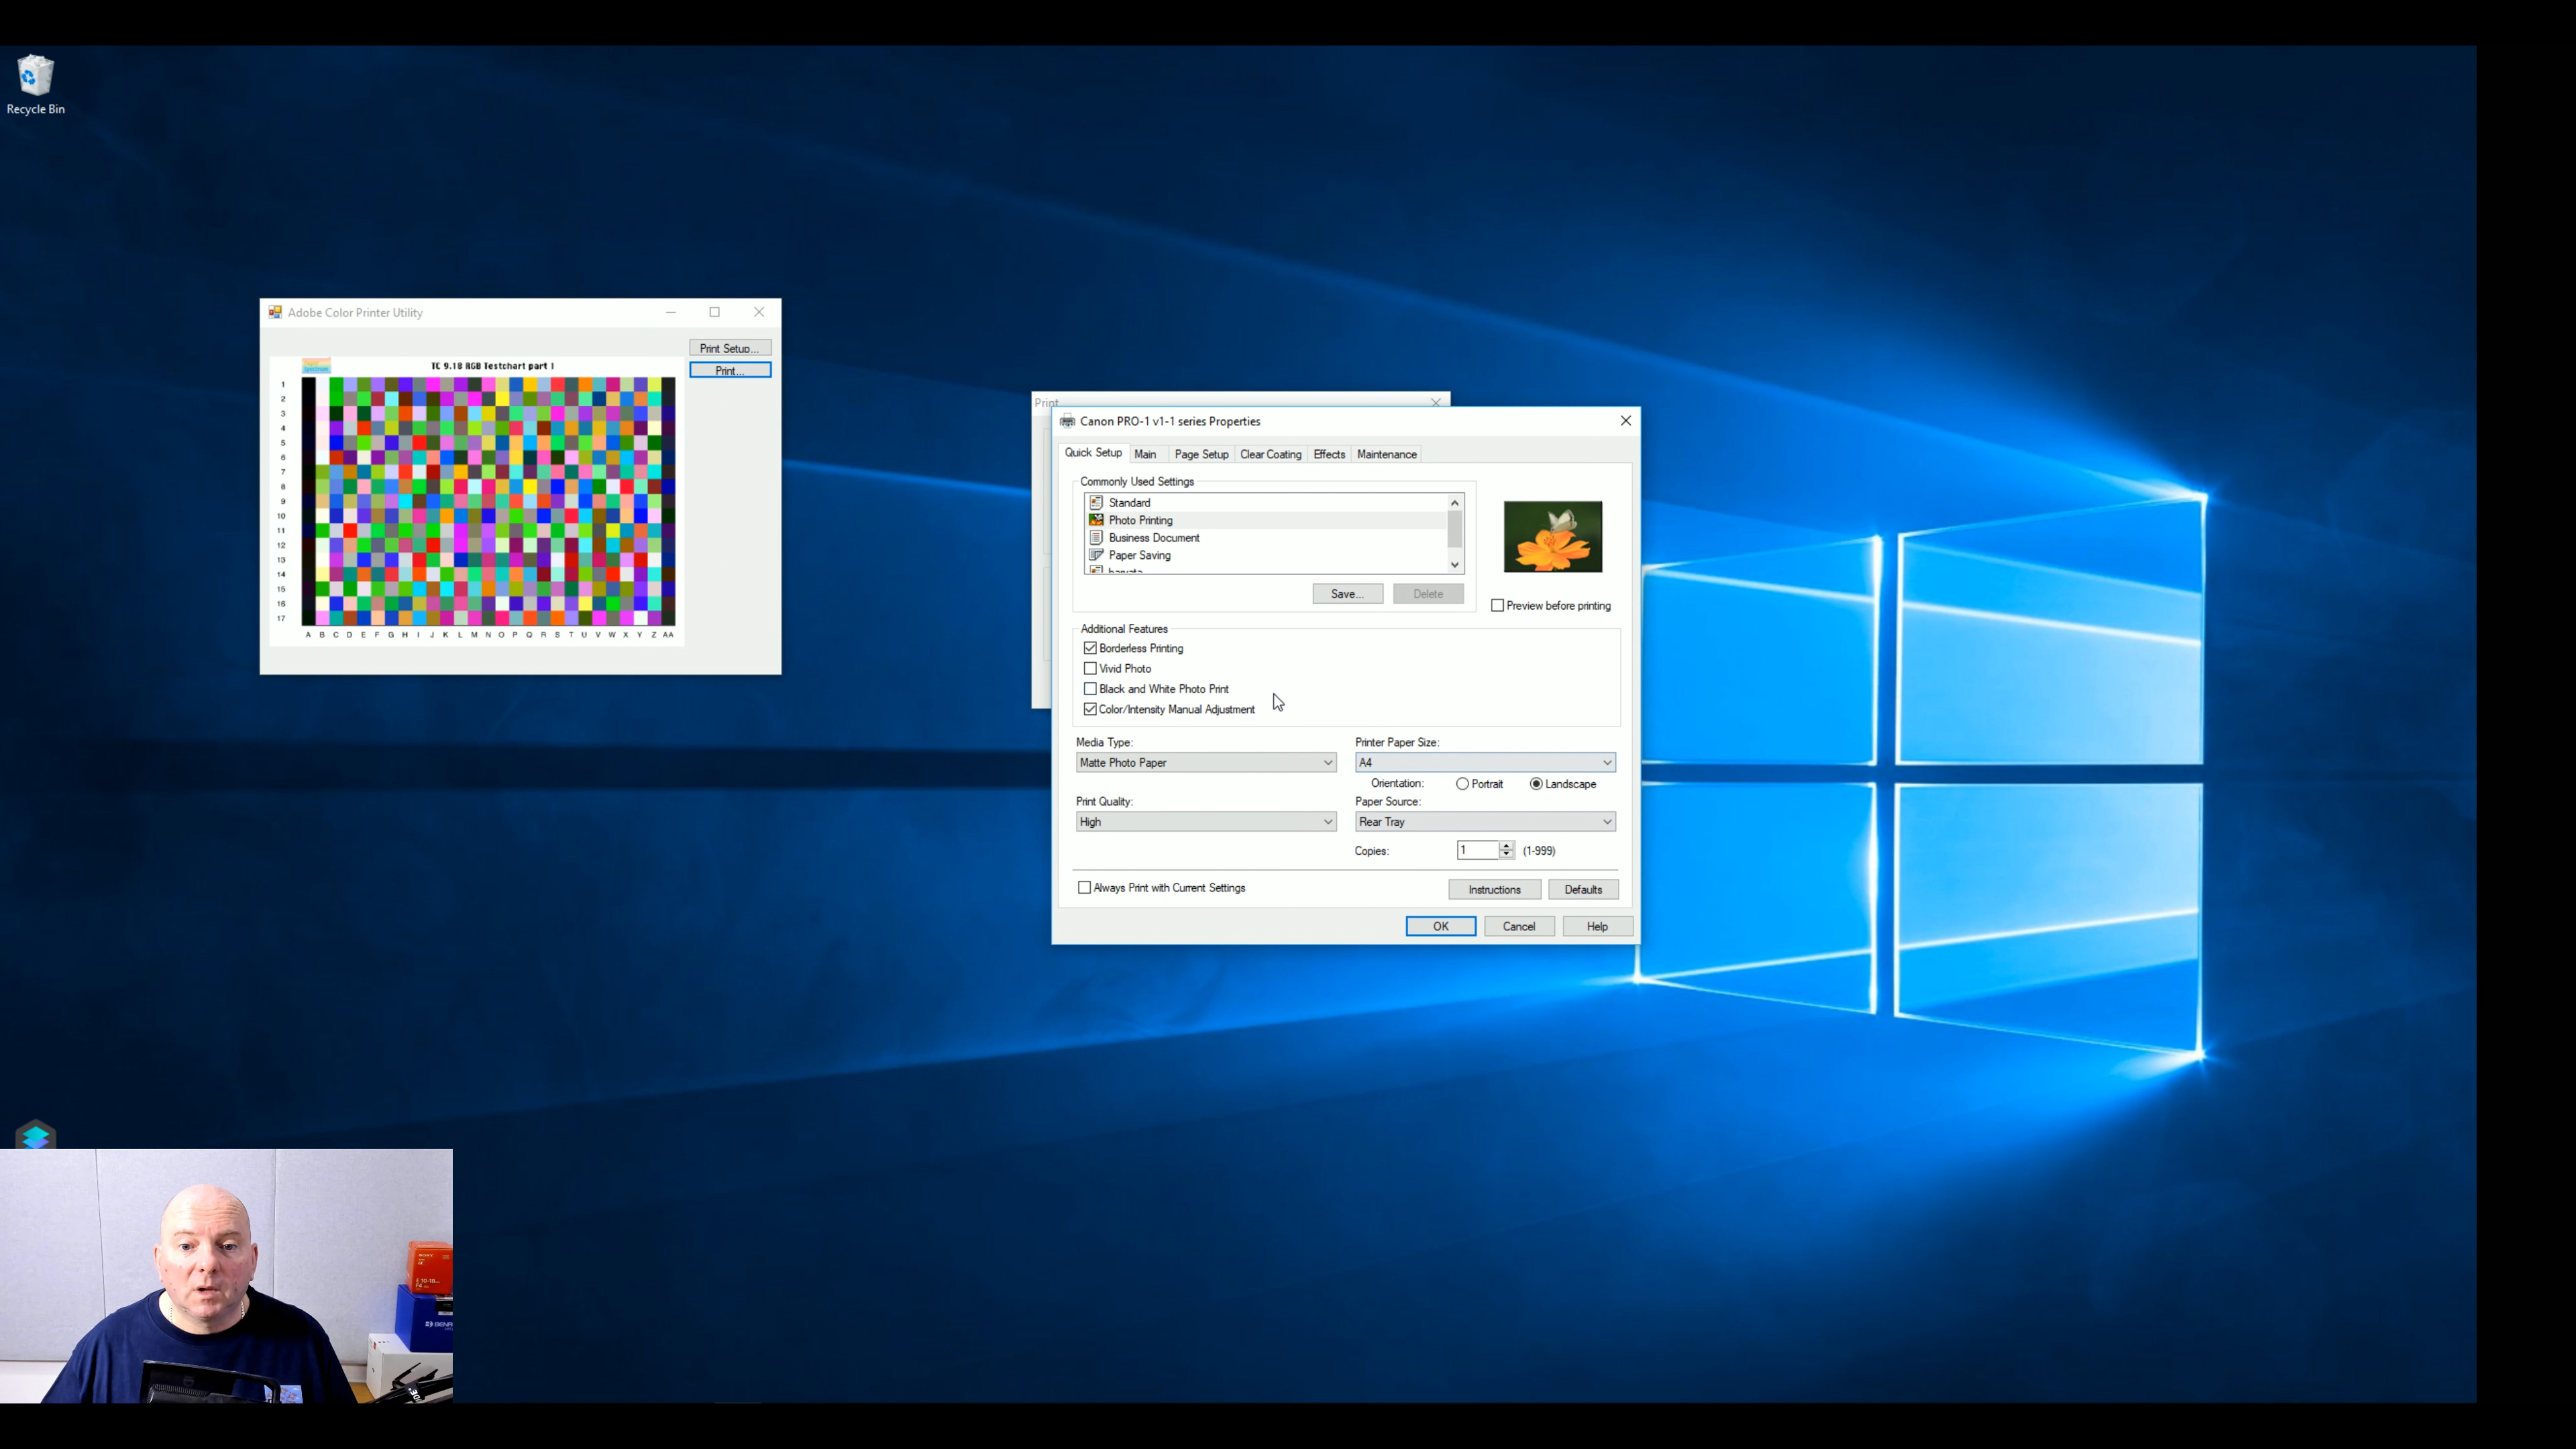 Recycle Bin
Adobe Color Printer Utility
Print Setup...
Print...
TC 9.18 RGB Testchart part 1
1
2
3
4
5
6
7
8
9
10
11
12
13
14
15
16
17
A B C D E F G H I J K L M N O P Q R S T U V W X Y Z AA
Print
Canon PRO-1 v1-1 series Properties
Quick Setup Main Page Setup Clear Coating Effects Maintenance
Commonly Used Settings
Standard
Photo Printing
Business Document
Paper Saving
Save... Delete
Preview before printing
Additional Features
Borderless Printing
Vivid Photo
Black and White Photo Print
Color/Intensity Manual Adjustment
Media Type: Printer Paper Size:
Matte Photo Paper A4
Orientation: Portrait Landscape
Print Quality: Paper Source:
High Rear Tray
Copies: 1 (1-999)
Always Print with Current Settings Instructions Defaults
OK Cancel Help